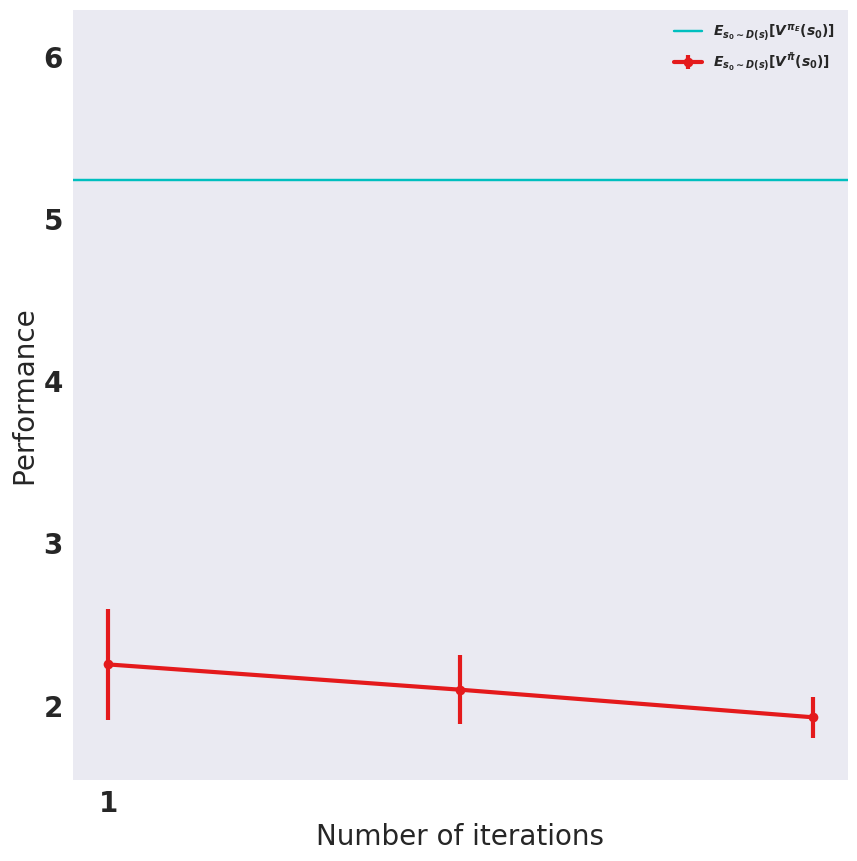 E_{s_0∼D(s)}[V^{π_E}(s_0)]
E_{s_0∼D(s)}[V^{π̂}(s_0)]
6
5
4
3
2
Performance
1
Number of iterations